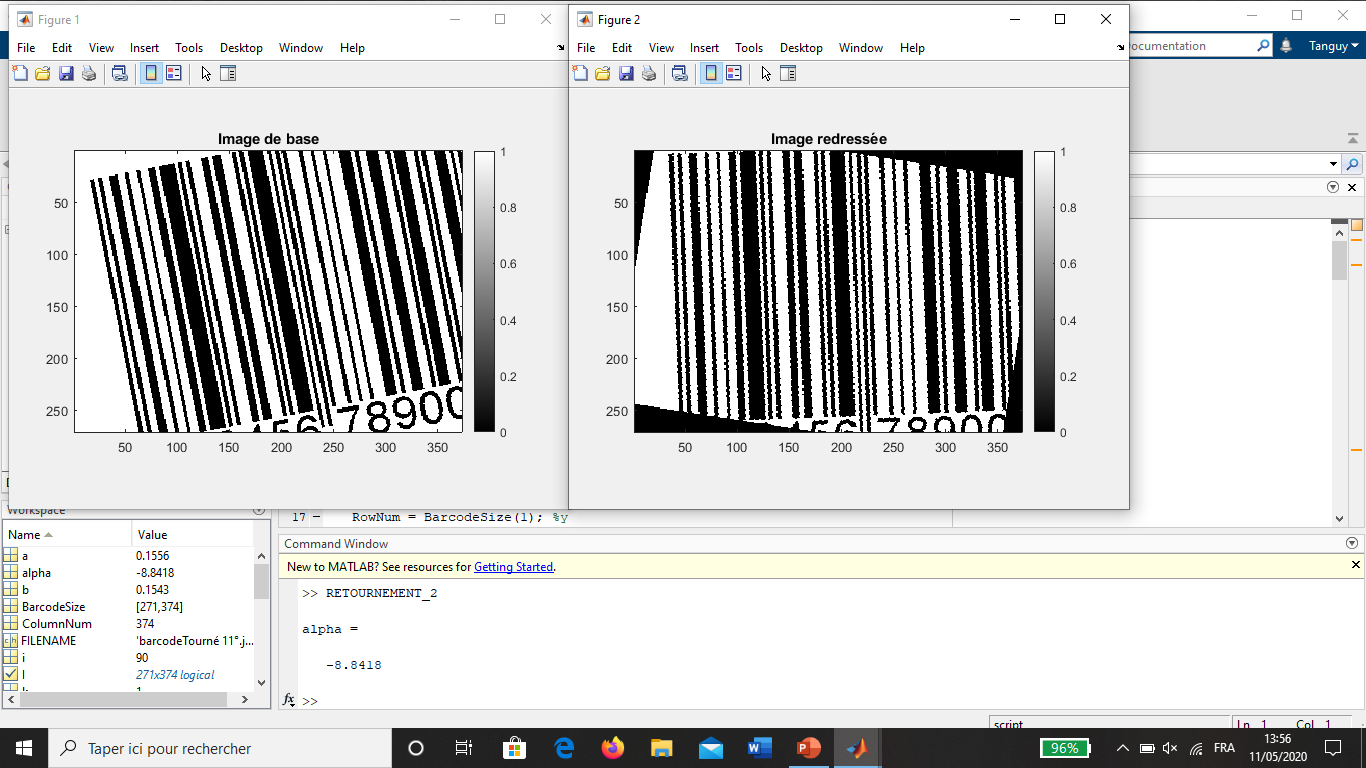 Figure 1
File Edit View Insert Tools Desktop Window Help
Image de base
50
100
150
200
250
50 100 150 200 250 300 350
1
0.8
0.6
0.4
0.2
0
78900
Figure 2
File Edit View Insert Tools Desktop Window Help
Image redressée
50
100
150
200
250
50 100 150 200 250 300 350
1
0.8
0.6
0.4
0.2
0
ocumentation
Tanguy
17 — RowNum = BarcodeSize(1); %y
Workspace
Name Value
a 0.1556
alpha -8.8418
b 0.1543
BarcodeSize [271,374]
ColumnNum 374
FILENAME 'barcodeTourné 11°.j...
i 90
I 271x374 logical
Command Window
New to MATLAB? See resources for Getting Started.
>> RETOURNEMENT_2
alpha =
-8.8418
fx >>
script
Ln 1 Col 1
Taper ici pour rechercher
96%
FRA
13:56
11/05/2020